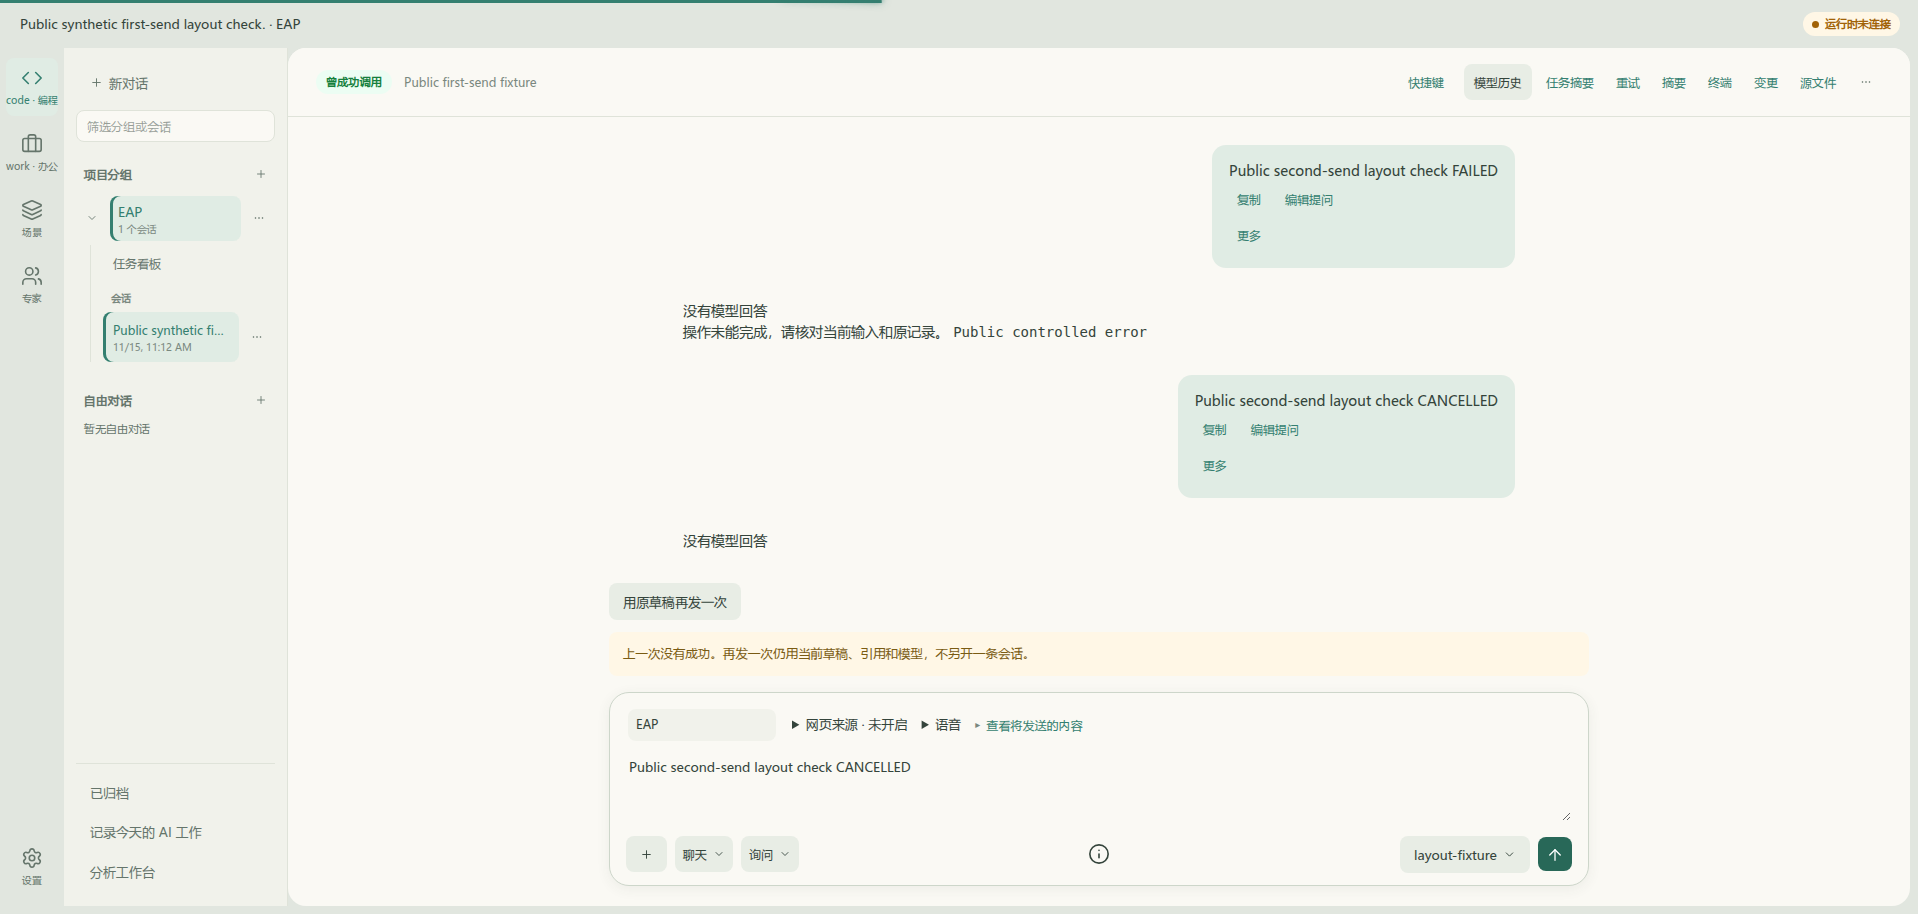 Public synthetic first-send layout check. · EAP
运行时未连接
code · 编程
work · 办公
场景
专家
设置
+ 新对话
筛选分组或会话
项目分组 +
EAP ...
1 个会话
任务看板
会话
Public synthetic fi... ...
11/15, 11:12 AM
自由对话 +
暂无自由对话
已归档
记录今天的 AI 工作
分析工作台
曾成功调用 Public first-send fixture
快捷键 模型历史 任务摘要 重试 摘要 终端 变更 源文件 ...
Public second-send layout check FAILED
复制 编辑提问
更多
没有模型回答
操作未能完成，请核对当前输入和原记录。 Public controlled error
Public second-send layout check CANCELLED
复制 编辑提问
更多
没有模型回答
用原草稿再发一次
上一次没有成功。再发一次仍用当前草稿、引用和模型，不另开一条会话。
EAP ▶ 网页来源 · 未开启 ▶ 语音 ▸ 查看将发送的内容
Public second-send layout check CANCELLED
+ 聊天 询问 layout-fixture